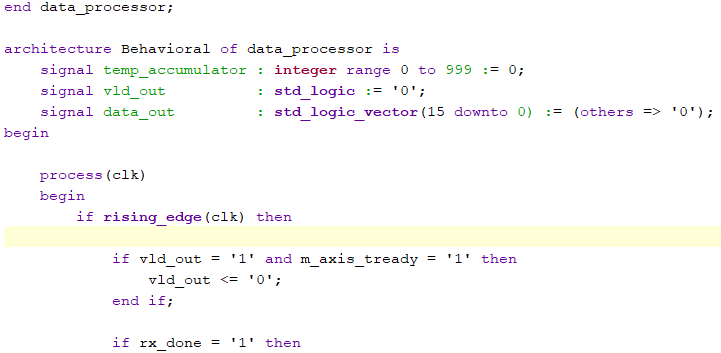 end data_processor;
architecture Behavioral of data_processor is
    signal temp_accumulator : integer range 0 to 999 := 0;
    signal vld_out          : std_logic := '0';
    signal data_out         : std_logic_vector(15 downto 0) := (others => '0');
begin
    process(clk)
    begin
        if rising_edge(clk) then
            if vld_out = '1' and m_axis_tready = '1' then
                vld_out <= '0';
            end if;
            if rx_done = '1' then